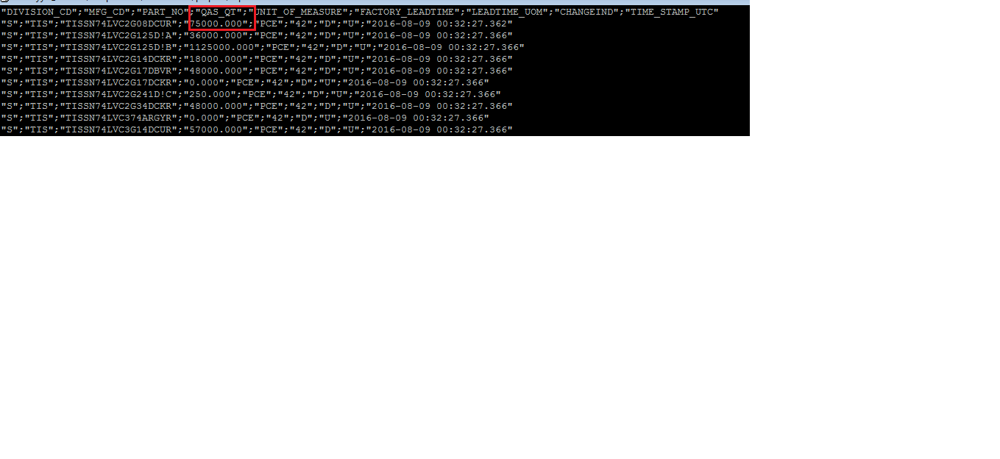 "DIVISION_CD";"MFG_CD";"PART_NO";"QAS_QT";"UNIT_OF_MEASURE";"FACTORY_LEADTIME";"LEADTIME_UOM";"CHANGEIND";"TIME_STAMP_UTC"
"S";"TIS";"TISSN74LVC2G08DCUR";"75000.000";"PCE";"42";"D";"U";"2016-08-09 00:32:27.362"
"S";"TIS";"TISSN74LVC2G125D!A";"36000.000";"PCE";"42";"D";"U";"2016-08-09 00:32:27.366"
"S";"TIS";"TISSN74LVC2G125D!B";"1125000.000";"PCE";"42";"D";"U";"2016-08-09 00:32:27.366"
"S";"TIS";"TISSN74LVC2G14DCKR";"18000.000";"PCE";"42";"D";"U";"2016-08-09 00:32:27.366"
"S";"TIS";"TISSN74LVC2G17DBVR";"48000.000";"PCE";"42";"D";"U";"2016-08-09 00:32:27.366"
"S";"TIS";"TISSN74LVC2G17DCKR";"0.000";"PCE";"42";"D";"U";"2016-08-09 00:32:27.366"
"S";"TIS";"TISSN74LVC2G241D!C";"250.000";"PCE";"42";"D";"U";"2016-08-09 00:32:27.366"
"S";"TIS";"TISSN74LVC2G34DCKR";"48000.000";"PCE";"42";"D";"U";"2016-08-09 00:32:27.366"
"S";"TIS";"TISSN74LVC374ARGYR";"0.000";"PCE";"42";"D";"U";"2016-08-09 00:32:27.366"
"S";"TIS";"TISSN74LVC3G14DCUR";"57000.000";"PCE";"42";"D";"U";"2016-08-09 00:32:27.366"